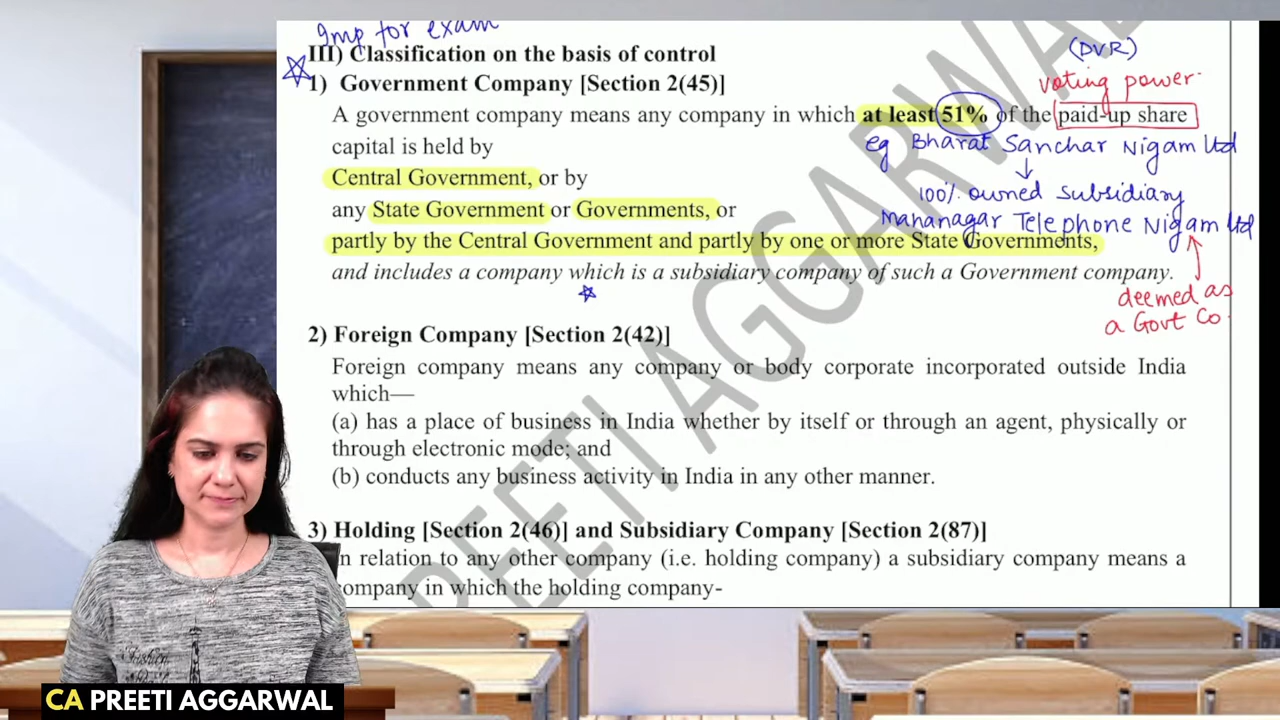 Imp for exam
III) Classification on the basis of control
(DVR)
1) Government Company [Section 2(45)]
voting power
A government company means any company in which at least 51% of the paid-up share
capital is held by
eg Bharat Sanchar Nigam Ltd
Central Government, or by
100% owned subsidiary
any State Government or Governments, or
Mahanagar Telephone Nigam Ltd
partly by the Central Government and partly by one or more State Governments,
and includes a company which is a subsidiary company of such a Government company.
deemed as
a Govt Co.
2) Foreign Company [Section 2(42)]
Foreign company means any company or body corporate incorporated outside India
which—
(a) has a place of business in India whether by itself or through an agent, physically or
through electronic mode; and
(b) conducts any business activity in India in any other manner.
3) Holding [Section 2(46)] and Subsidiary Company [Section 2(87)]
n relation to any other company (i.e. holding company) a subsidiary company means a
ompany in which the holding company-
PREETI AGGARWAL
CA PREETI AGGARWAL